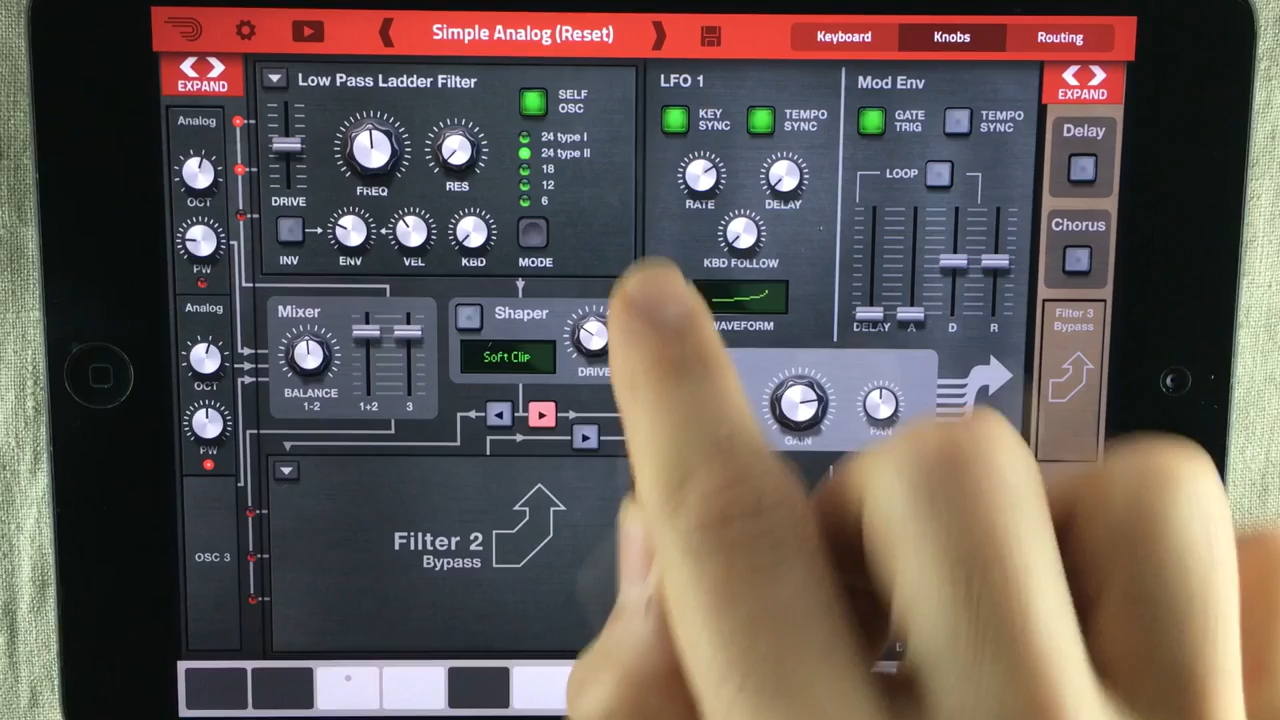 Simple Analog (Reset)
Keyboard
Knobs
Routing
EXPAND
Low Pass Ladder Filter
SELF
OSC
24 type I
24 type II
18
12
6
DRIVE
FREQ
RES
INV
ENV
VEL
KBD
MODE
LFO 1
KEY
SYNC
TEMPO
SYNC
RATE
DELAY
KBD FOLLOW
WAVEFORM
Mod Env
GATE
TRIG
TEMPO
SYNC
LOOP
DELAY
A
D
R
EXPAND
Delay
Chorus
Filter 3
Bypass
Analog
OCT
PW
Analog
OCT
PW
OSC 3
Mixer
BALANCE
1-2
1+2
3
Shaper
Soft Clip
DRIVE
GAIN
PAN
Filter 2
Bypass